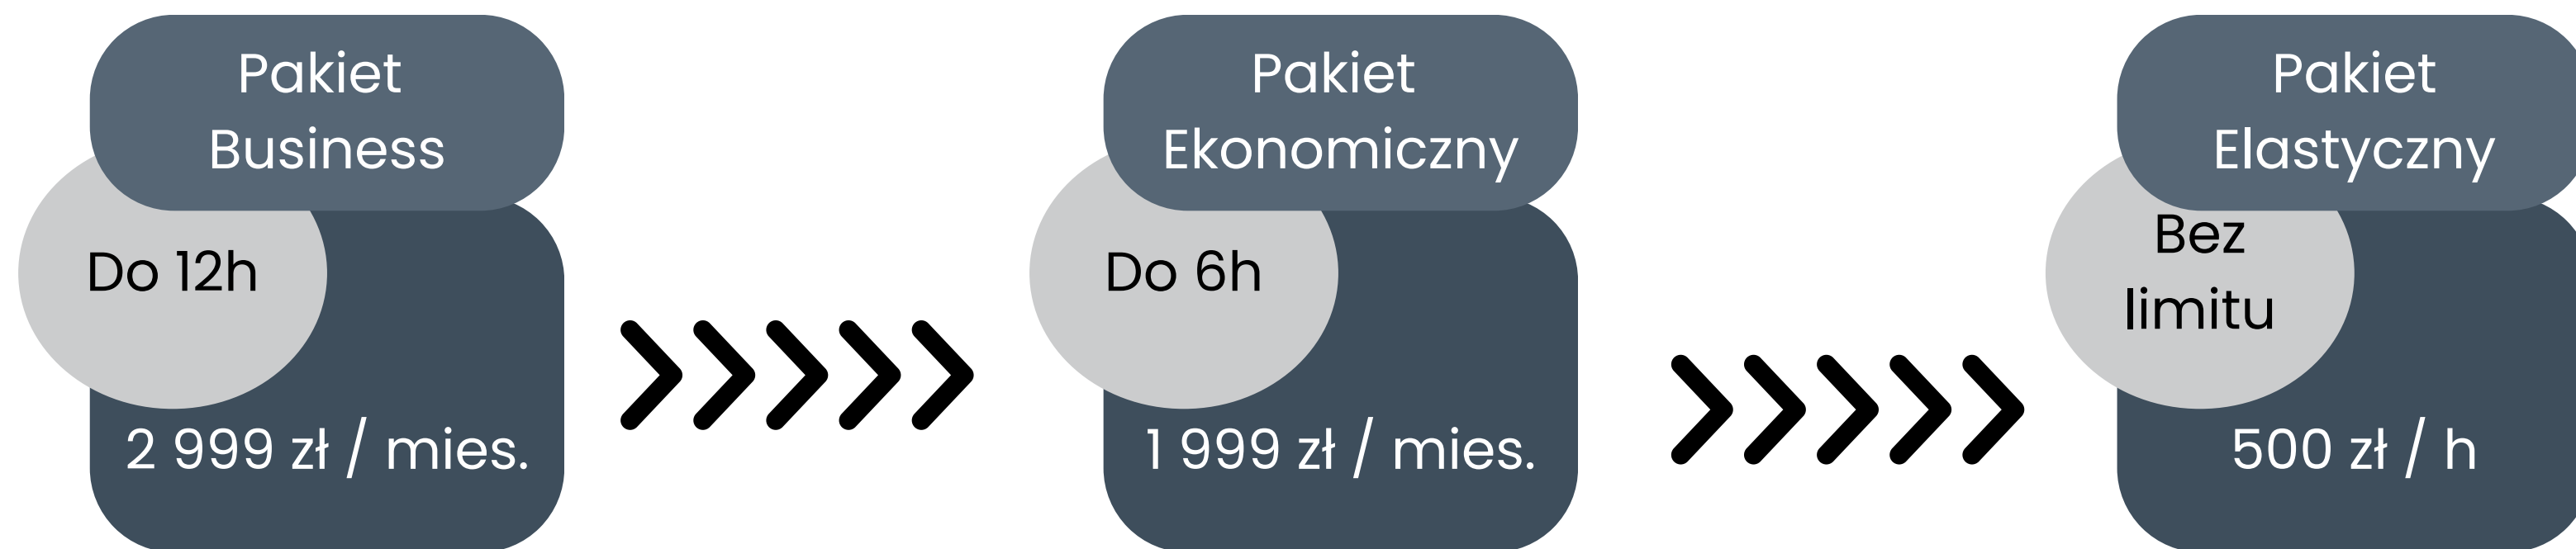 Pakiet
Business
Do 12h
2 999 zł / mies.
Pakiet
Ekonomiczny
Do 6h
1 999 zł / mies.
Pakiet
Elastyczny
Bez
limitu
500 zł / h